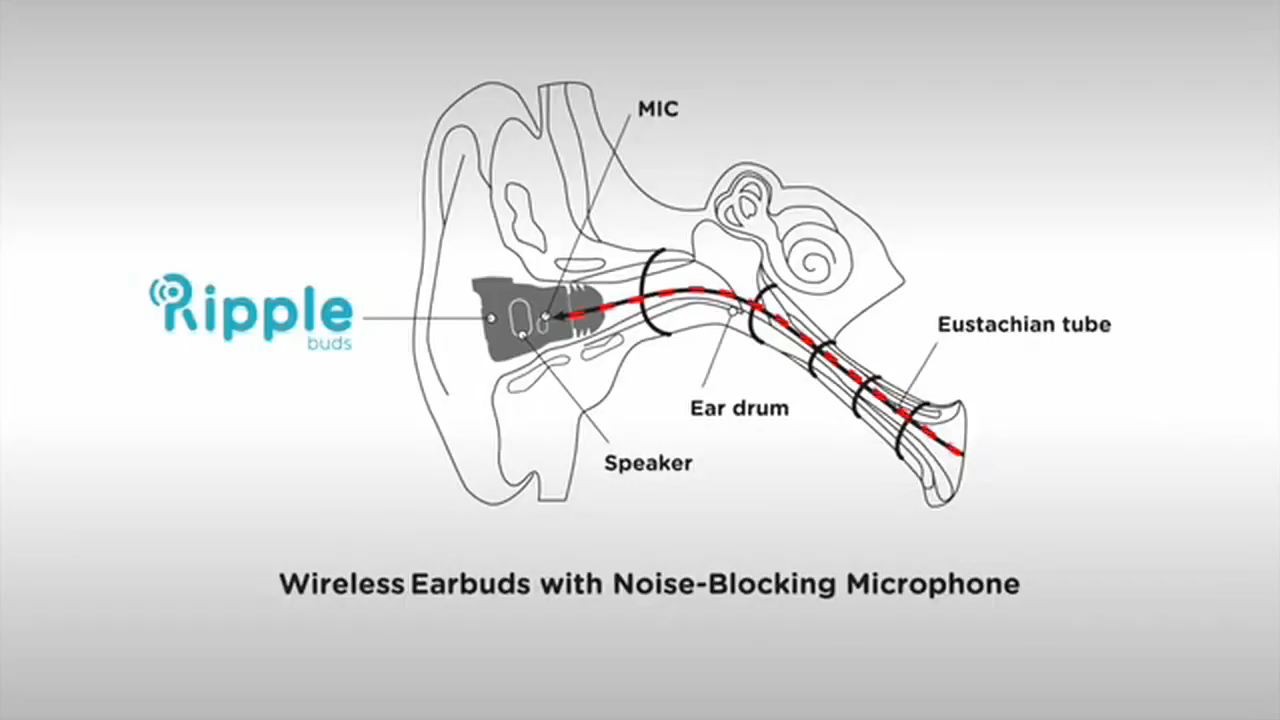 MIC
Ripple
buds
Eustachian tube
Ear drum
Speaker
Wireless Earbuds with Noise-Blocking Microphone